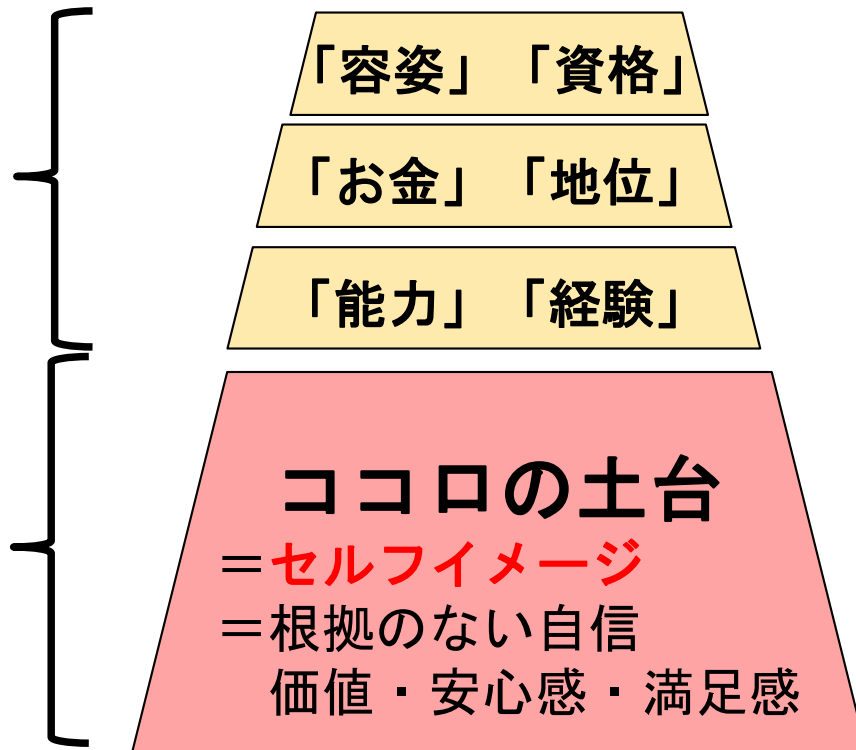 「容姿」「資格」
「お金」「地位」
「能力」「経験」
ココロの土台
＝セルフイメージ
＝根拠のない自信
価値・安心感・満足感